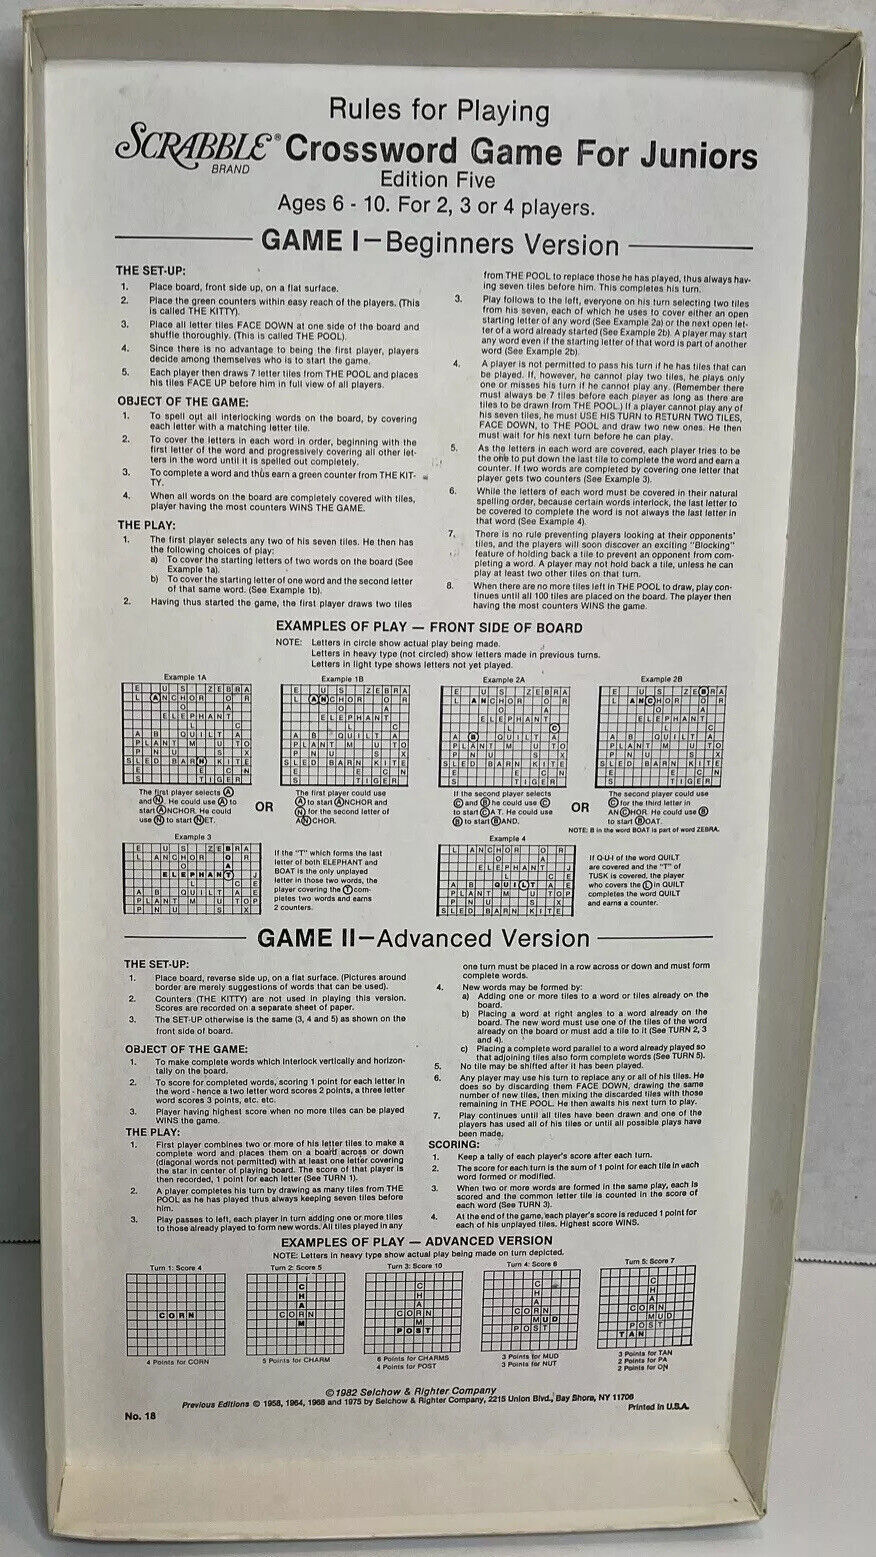 Rules for Playing
SCRABBLE® Crossword Game For Juniors
BRAND
Edition Five
Ages 6 - 10. For 2, 3 or 4 players.
GAME I—Beginners Version
THE SET-UP:
1. Place board, front side up, on a flat surface.
2. Place the green counters within easy reach of the players. (This
is called THE KITTY).
3. Place all letter tiles FACE DOWN at one side of the board and
shuffle thoroughly. (This is called THE POOL).
4. Since there is no advantage to being the first player, players
decide among themselves who is to start the game.
5. Each player then draws 7 letter tiles from THE POOL and places
his tiles FACE UP before him in full view of all players.
OBJECT OF THE GAME:
1. To spell out all interlocking words on the board, by covering
each letter with a matching letter tile.
2. To cover the letters in each word in order, beginning with the
first letter of the word and progressively covering all other let-
ters in the word until it is spelled out completely.
3. To complete a word and thus earn a green counter from THE KIT-
TY.
4. When all words on the board are completely covered with tiles,
player having the most counters WINS THE GAME.
THE PLAY:
1. The first player selects any two of his seven tiles. He then has
the following choices of play:
a) To cover the starting letters of two words on the board (See
Example 1a).
b) To cover the starting letter of one word and the second letter
of that same word. (See Example 1b).
2. Having thus started the game, the first player draws two tiles
from THE POOL to replace those he has played, thus always hav-
ing seven tiles before him. This completes his turn.
3. Play follows to the left, everyone on his turn selecting two tiles
from his seven, each of which he uses to cover either an open
starting letter of any word (See Example 2a) or the next open let-
ter of a word already started (See Example 2b). A player may start
any word even if the starting letter of that word is part of another
word (See Example 2b).
4. A player is not permitted to pass his turn if he has tiles that can
be played. If, however, he cannot play two tiles, he plays only
one or misses his turn if he cannot play any. (Remember there
must always be 7 tiles before each player as long as there are
tiles to be drawn from THE POOL.) If a player cannot play any of
his seven tiles, he must USE HIS TURN to RETURN TWO TILES,
FACE DOWN, to THE POOL and draw two new ones. He then
must wait for his next turn before he can play.
5. As the letters in each word are covered, each player tries to be
the one to put down the last tile to complete the word and earn a
counter. If two words are completed by covering one letter that
player gets two counters (See Example 3).
6. While the letters of each word must be covered in their natural
spelling order, because certain words interlock, the last letter to
be covered to complete the word is not always the last letter in
that word (See Example 4).
7. There is no rule preventing players looking at their opponents'
tiles, and the players will soon discover an exciting "Blocking"
feature of holding back a tile to prevent an opponent from com-
pleting a word. A player may not hold back a tile, unless he can
play at least two other tiles on that turn.
8. When there are no more tiles left in THE POOL to draw, play con-
tinues until all 100 tiles are placed on the board. The player then
having the most counters WINS the game.
EXAMPLES OF PLAY — FRONT SIDE OF BOARD
NOTE: Letters in circle show actual play being made.
Letters in heavy type (not circled) show letters made in previous turns.
Letters in light type shows letters not yet played.
Example 1A
The first player selects Ⓐ
and Ⓝ. He could use Ⓐ to
start ⒶNCHOR. He could
use Ⓝ to start ⓃET.
OR
Example 1B
The first player could use
Ⓐ to start ⒶNCHOR and
Ⓝ for the second letter of
AⓃCHOR.
Example 2A
If the second player selects
Ⓒ and Ⓑ he could use Ⓒ
to start ⒸAT. He could use
Ⓑ to start ⒷAND.
OR
Example 2B
The second player could use
Ⓒ for the third letter in
ANⒸHOR. He could use Ⓑ
to start ⒷOAT.
NOTE: B in the word BOAT is part of word ZEBRA.
Example 3
If the "T" which forms the last
letter of both ELEPHANT and
BOAT is the only unplayed
letter in those two words, the
player covering the Ⓣ com-
pletes two words and earns
2 counters.
Example 4
If Q-U-I of the word QUILT
are covered and the "T" of
TUSK is covered, the player
who covers the Ⓛ in QUILT
completes the word QUILT
and earns a counter.
GAME II—Advanced Version
THE SET-UP:
1. Place board, reverse side up, on a flat surface. (Pictures around
border are merely suggestions of words that can be used).
2. Counters (THE KITTY) are not used in playing this version.
Scores are recorded on a separate sheet of paper.
3. The SET-UP otherwise is the same (3, 4 and 5) as shown on the
front side of board.
OBJECT OF THE GAME:
1. To make complete words which interlock vertically and horizon-
tally on the board.
2. To score for completed words, scoring 1 point for each letter in
the word - hence a two letter word scores 2 points, a three letter
word scores 3 points, etc. etc.
3. Player having highest score when no more tiles can be played
WINS the game.
THE PLAY:
1. First player combines two or more of his letter tiles to make a
complete word and places them on a board across or down
(diagonal words not permitted) with at least one letter covering
the star in center of playing board. The score of that player is
then recorded, 1 point for each letter (See TURN 1).
2. A player completes his turn by drawing as many tiles from THE
POOL as he has played thus always keeping seven tiles before
him.
3. Play passes to left, each player in turn adding one or more tiles
to those already played to form new words. All tiles played in any
one turn must be placed in a row across or down and must form
complete words.
4. New words may be formed by:
a) Adding one or more tiles to a word or tiles already on the
board.
b) Placing a word at right angles to a word already on the
board. The new word must use one of the tiles of the word
already on the board or must add a tile to it (See TURN 2, 3
and 4).
c) Placing a complete word parallel to a word already played so
that adjoining tiles also form complete words (See TURN 5).
5. No tile may be shifted after it has been played.
6. Any player may use his turn to replace any or all of his tiles. He
does so by discarding them FACE DOWN, drawing the same
number of new tiles, then mixing the discarded tiles with those
remaining in THE POOL. He then awaits his next turn to play.
7. Play continues until all tiles have been drawn and one of the
players has used all of his tiles or until all possible plays have
been made.
SCORING:
1. Keep a tally of each player's score after each turn.
2. The score for each turn is the sum of 1 point for each tile in each
word formed or modified.
3. When two or more words are formed in the same play, each is
scored and the common letter tile is counted in the score of
each word (See TURN 3).
4. At the end of the game, each player's score is reduced 1 point for
each of his unplayed tiles. Highest score WINS.
EXAMPLES OF PLAY — ADVANCED VERSION
NOTE: Letters in heavy type show actual play being made on turn depicted.
Turn 1: Score 4
CORN
4 Points for CORN
Turn 2: Score 5
5 Points for CHARM
Turn 3: Score 10
6 Points for CHARMS
4 Points for POST
Turn 4: Score 6
3 Points for MUD
3 Points for NUT
Turn 5: Score 7
3 Points for TAN
2 Points for PA
2 Points for ON
© 1982 Selchow & Righter Company
Previous Editions © 1958, 1964, 1968 and 1975 by Selchow & Righter Company, 2215 Union Blvd., Bay Shore, NY 11706
No. 18
Printed in U.S.A.